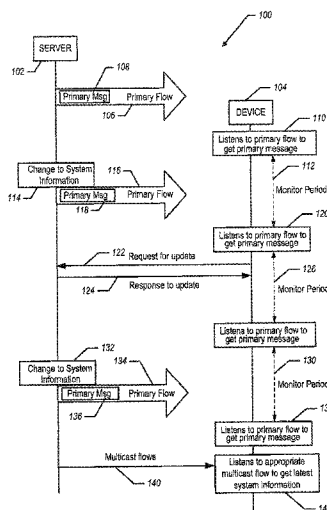 100
SERVER
102
108
Primary Msg
Primary Flow
106
104
DEVICE
110
Listens to primary flow to
get primary message
112
Monitor Period
Change to System
Information
114
116
Primary Msg
Primary Flow
118
120
Listens to primary flow to
get primary message
122
Request for update
124
Response to update
126
Monitor Period
Listens to primary flow to
get primary message
130
Monitor Period
132
Change to System
Information
134
Primary Msg
Primary Flow
136
Listens to primary flow to
get primary message
Multicast flows
140
Listens to appropriate
multicast flow to get latest
system information